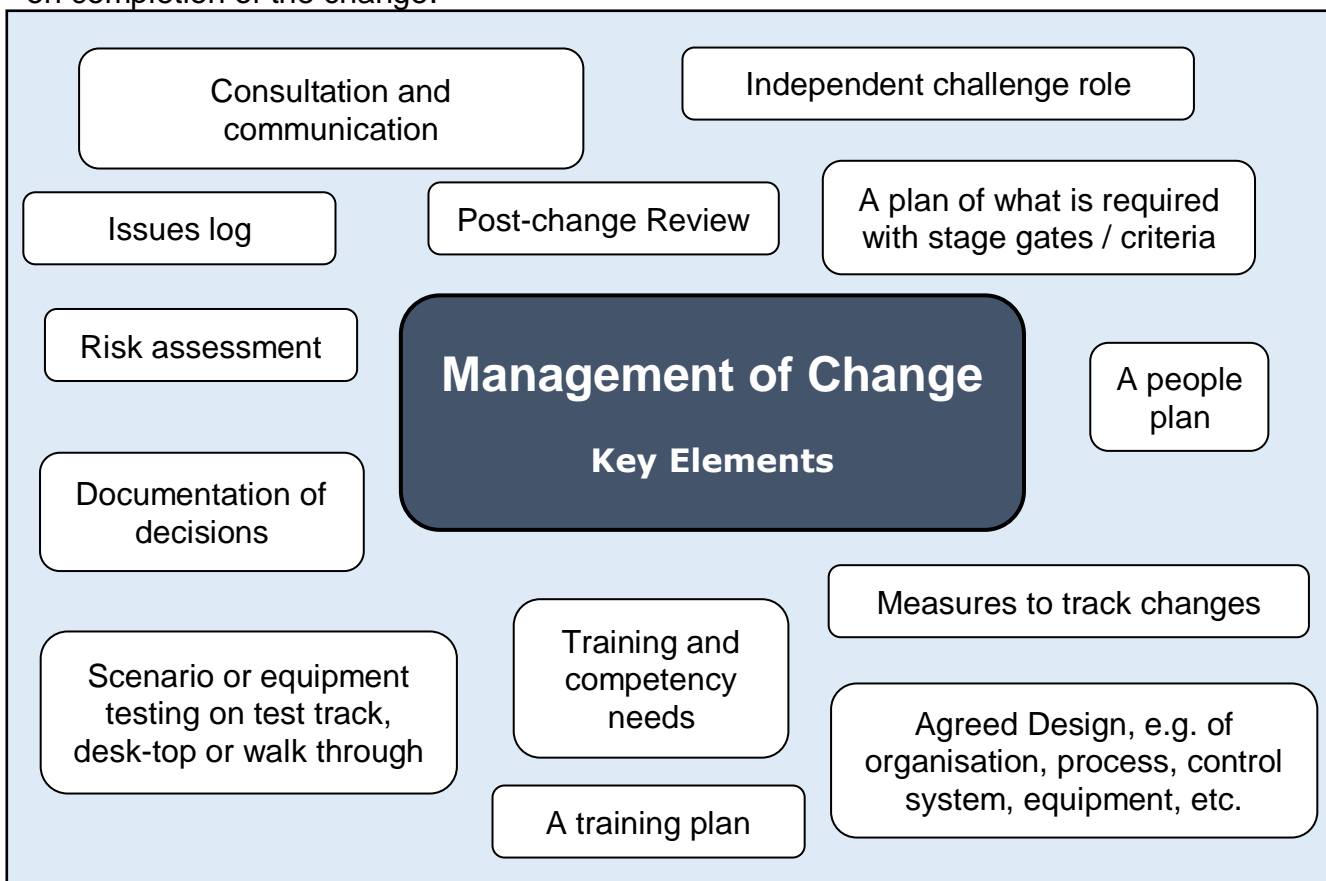 on completion of the change.
Consultation and
communication
Independent challenge role
Issues log
Post-change Review
A plan of what is required
with stage gates / criteria
Risk assessment
Management of Change
Key Elements
A people
plan
Documentation of
decisions
Measures to track changes
Scenario or equipment
testing on test track,
desk-top or walk through
Training and
competency
needs
Agreed Design, e.g. of
organisation, process, control
system, equipment, etc.
A training plan